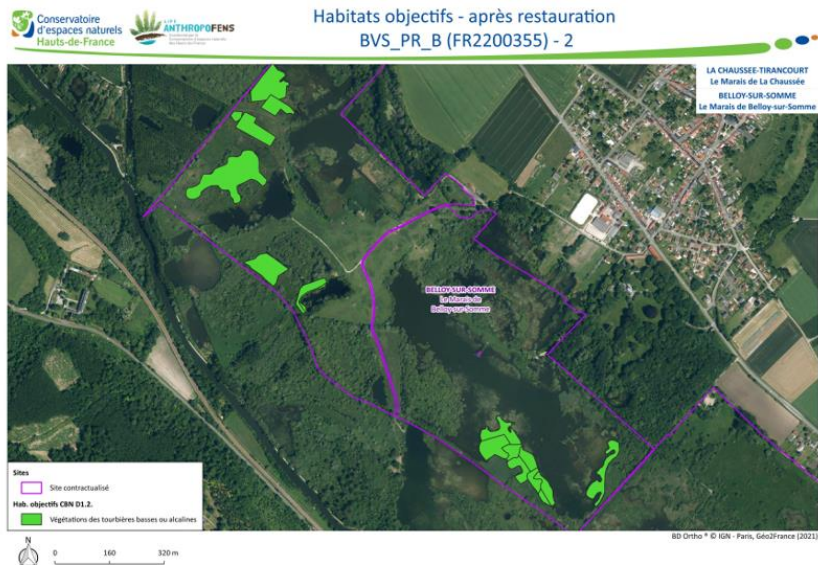 Conservatoire
d'espaces naturels
Hauts-de-France
LIFE
ANTHROPOFENS
Habitats objectifs - après restauration
BVS_PR_B (FR2200355) - 2
LA CHAUSSEE-TIRANCOURT
Le Marais de La Chaussée
BELLOY-SUR-SOMME
Le Marais de Belloy-sur-Somme
BELLOY-SUR-SOMME
Le Marais de
Belloy-sur-Somme
Sites
Site contractualisé
Hab. objectifs CBN D1.2.
Végétations des tourbières basses ou alcalines
BD Ortho ® © IGN - Paris, Géo2France (2021)
N
0 160 320 m